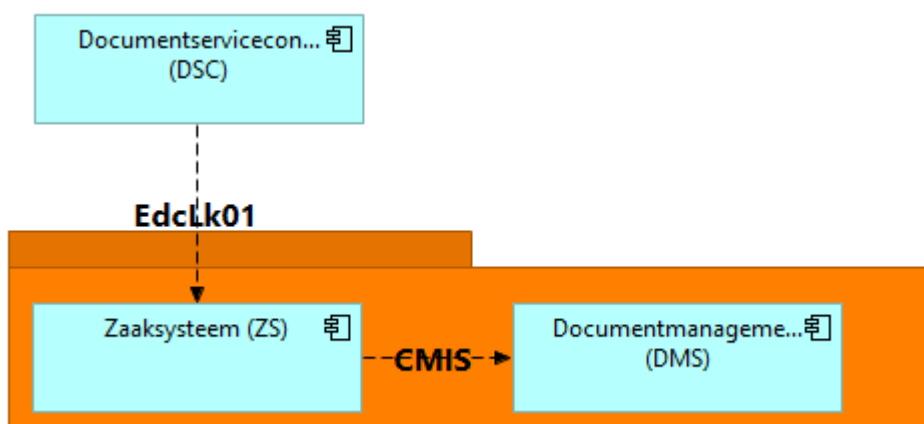 Documentservicecon...
(DSC)
EdcLk01
Zaaksysteem (ZS)
CMIS
Documentmanageme...
(DMS)